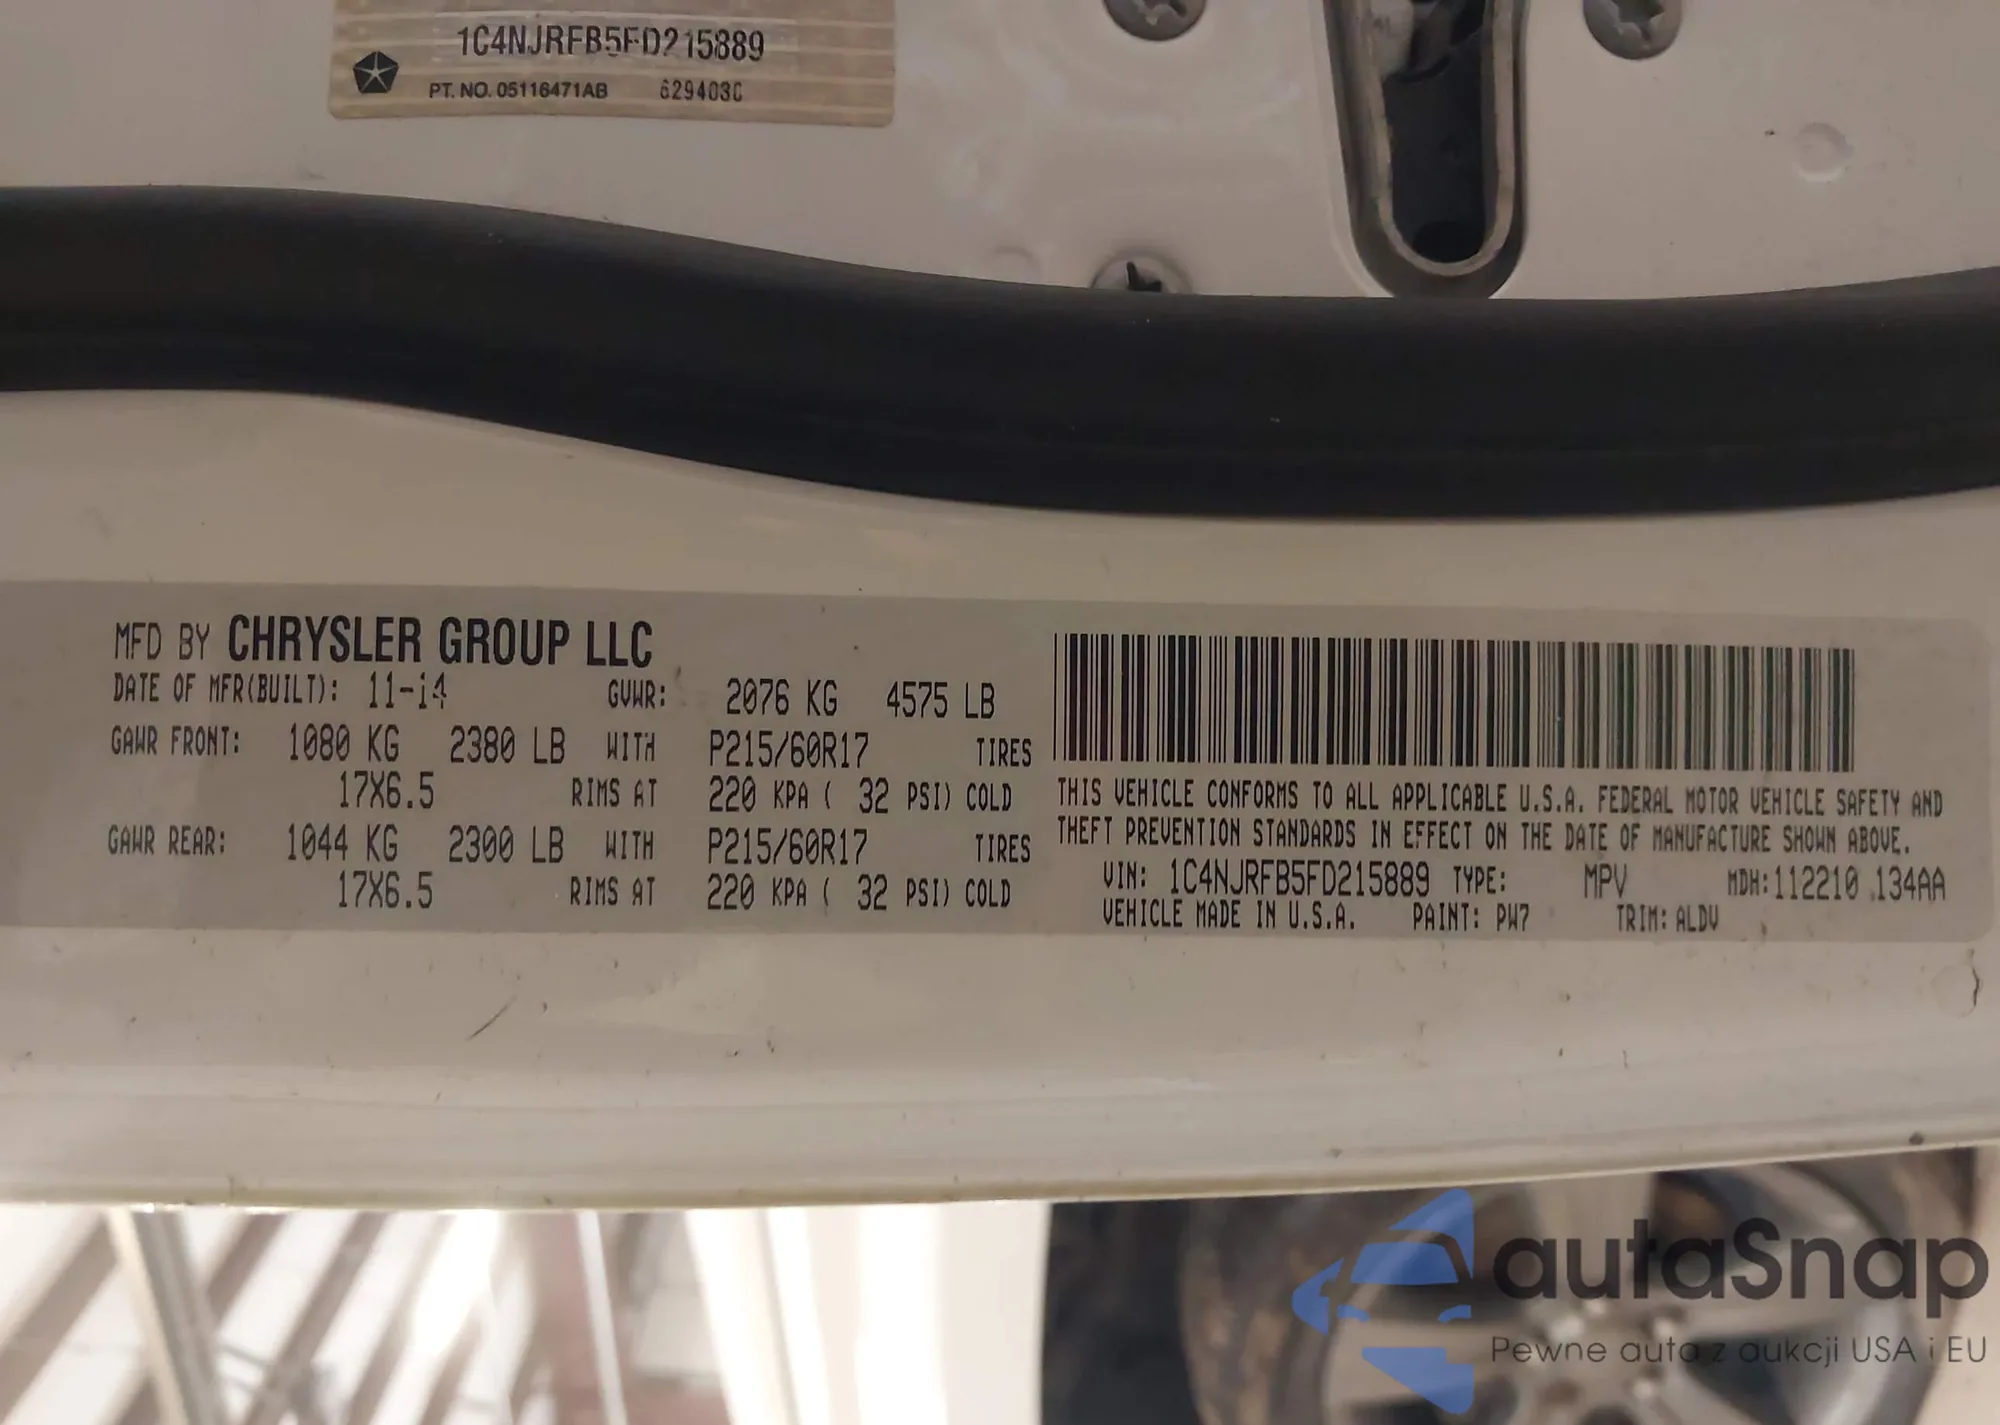 1C4NJRFB5FD215889
PT. NO. 05116471AB 629403C
MFD BY CHRYSLER GROUP LLC
DATE OF MFR(BUILT): 11-14 GVWR: 2076 KG 4575 LB
GAWR FRONT: 1080 KG 2380 LB WITH P215/60R17 TIRES
17X6.5 RIMS AT 220 KPA ( 32 PSI) COLD
GAWR REAR: 1044 KG 2300 LB WITH P215/60R17 TIRES
17X6.5 RIMS AT 220 KPA ( 32 PSI) COLD
THIS VEHICLE CONFORMS TO ALL APPLICABLE U.S.A. FEDERAL MOTOR VEHICLE SAFETY AND
THEFT PREVENTION STANDARDS IN EFFECT ON THE DATE OF MANUFACTURE SHOWN ABOVE.
VIN: 1C4NJRFB5FD215889 TYPE: MPV MDH:112210 134AA
VEHICLE MADE IN U.S.A. PAINT: PW7 TRIM: ALDV
autaSnap
Pewne auta z aukcji USA i EU